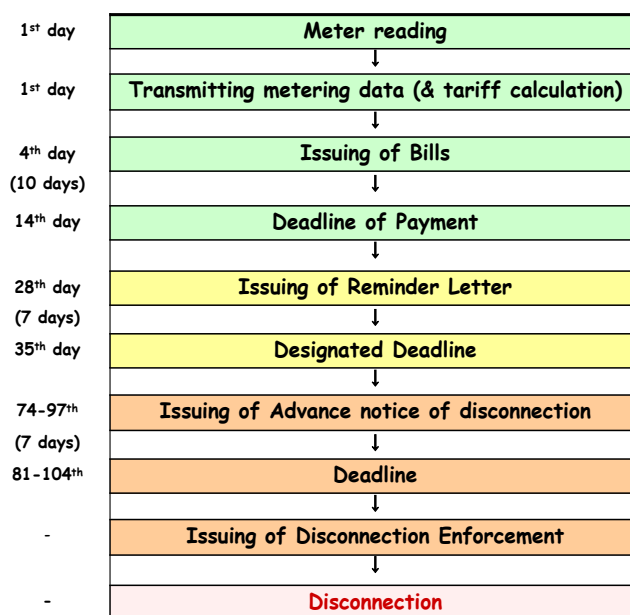 1st day Meter reading
1st day Transmitting metering data (& tariff calculation)
4th day Issuing of Bills
(10 days)
14th day Deadline of Payment
28th day Issuing of Reminder Letter
(7 days)
35th day Designated Deadline
74-97th Issuing of Advance notice of disconnection
(7 days)
81-104th Deadline
- Issuing of Disconnection Enforcement
- Disconnection